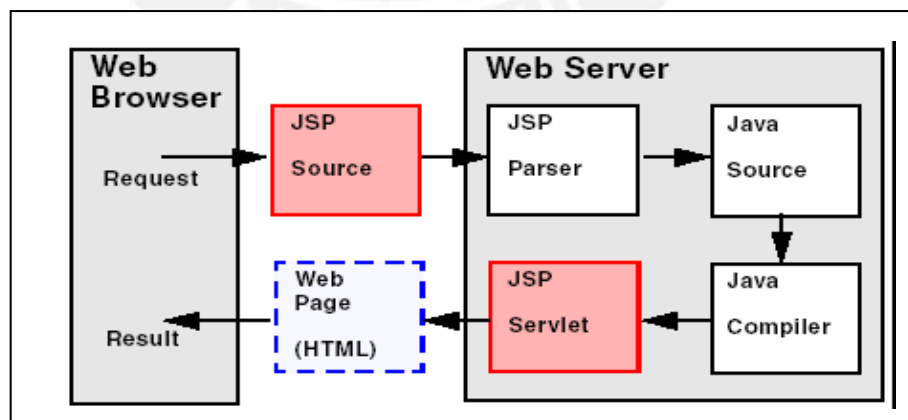 Web
Browser
Web Server
Request
JSP
Source
JSP
Parser
Java
Source
Java
Compiler
JSP
Servlet
Web
Page
(HTML)
Result